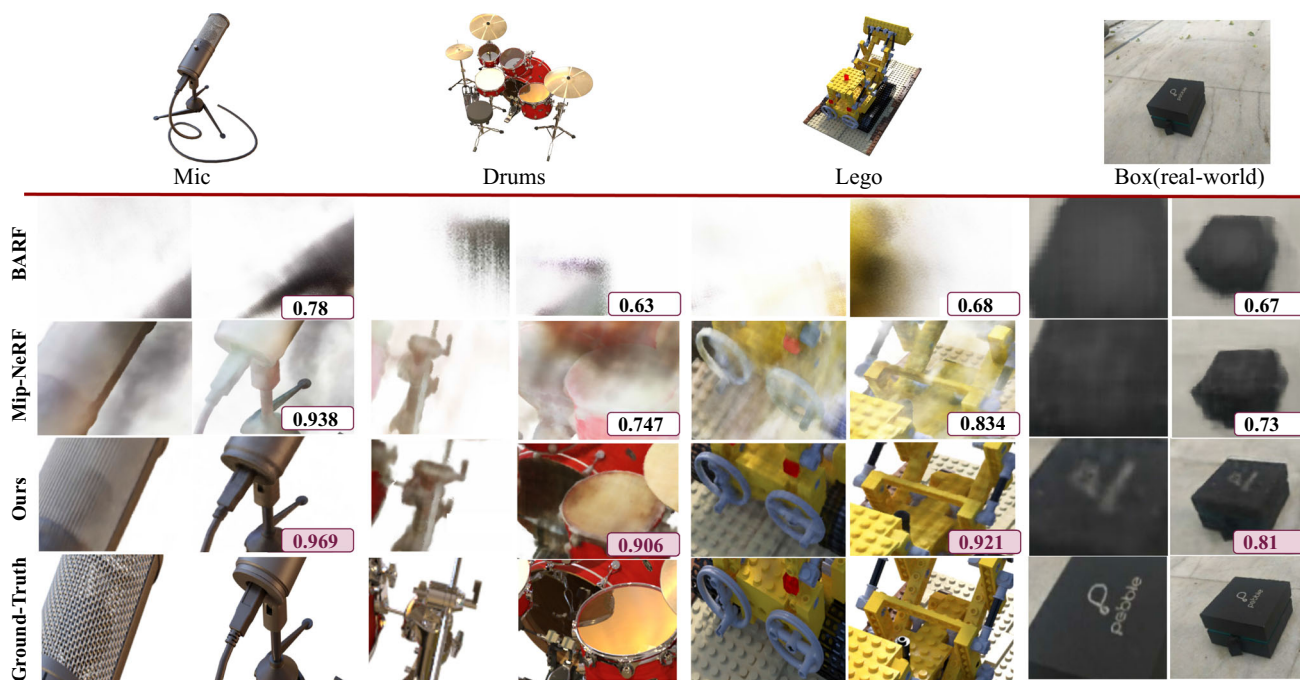 pebble
Mic
Drums
Lego
Box(real-world)
BARF
0.78
0.63
0.68
0.67
Mip-NeRF
0.938
0.747
0.834
0.73
Ours
0.969
0.906
0.921
0.81
Ground-Truth
pebble
pebble